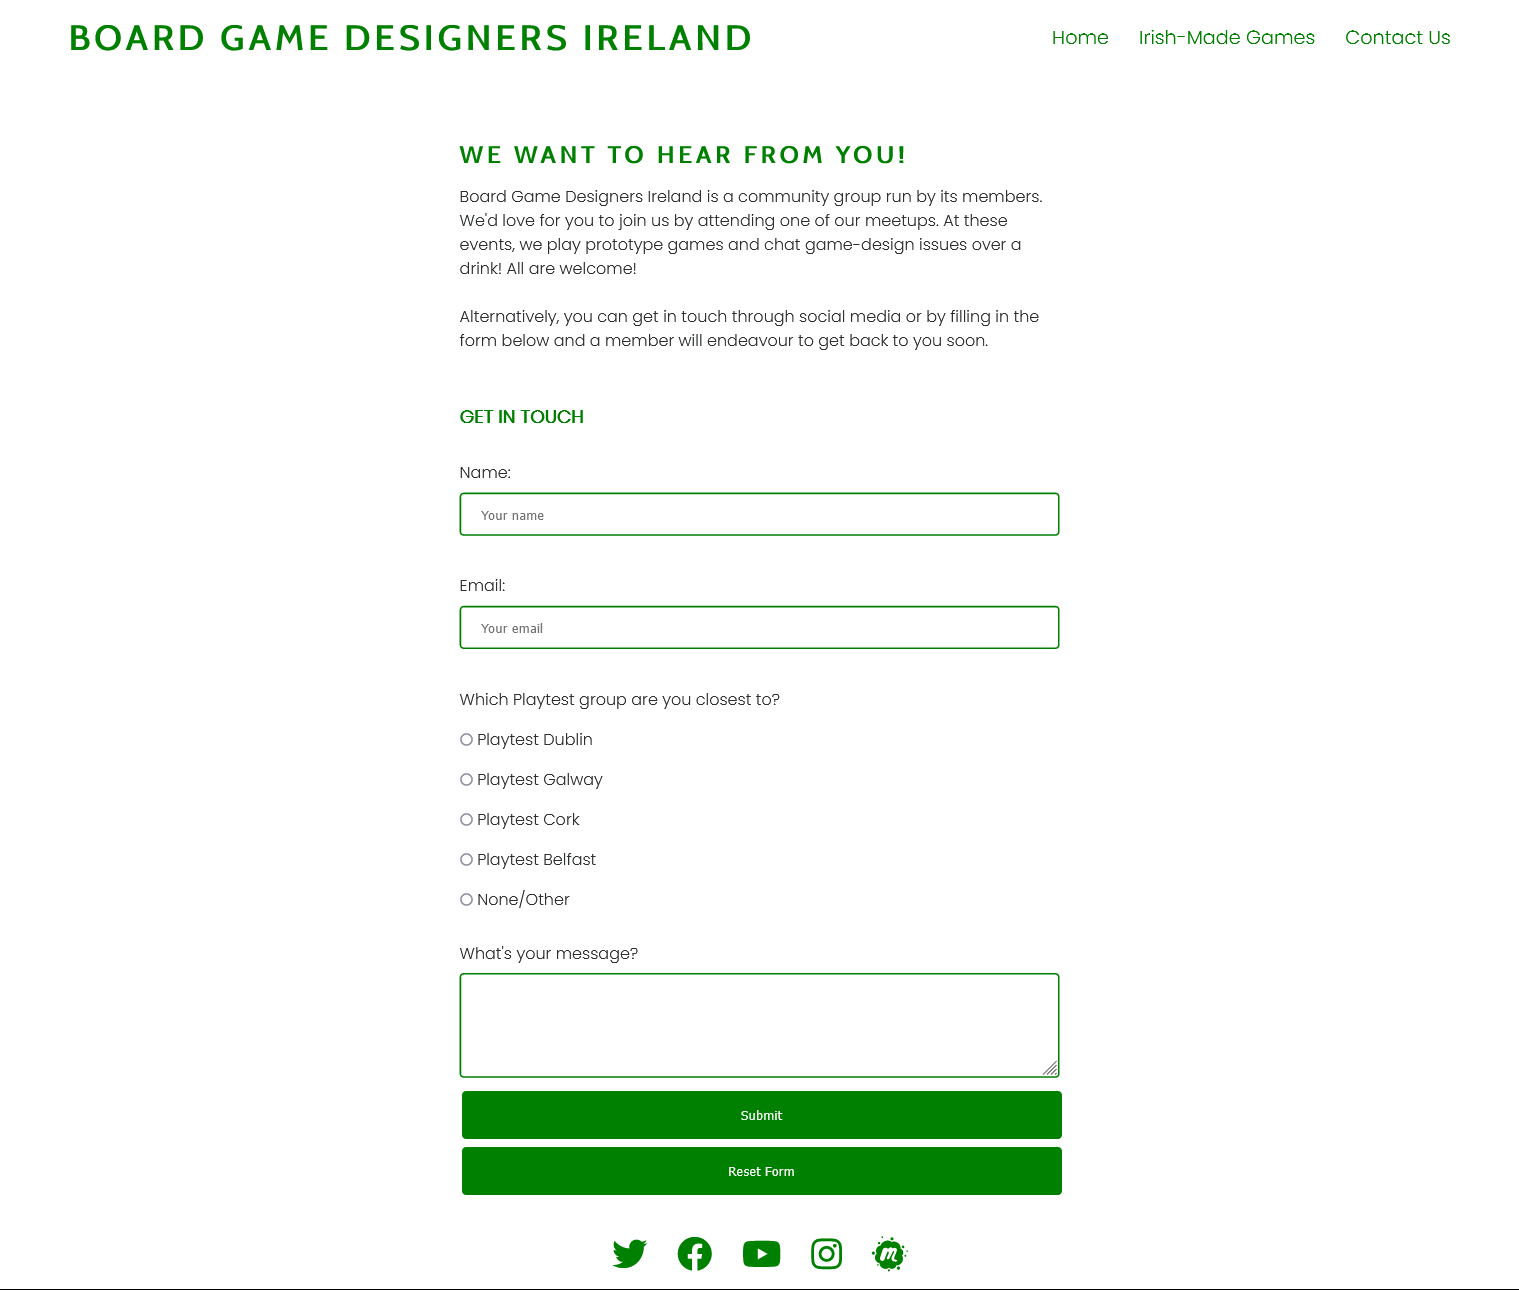 BOARD GAME DESIGNERS IRELAND
Home Irish-Made Games Contact Us
WE WANT TO HEAR FROM YOU!
Board Game Designers Ireland is a community group run by its members.
We'd love for you to join us by attending one of our meetups. At these
events, we play prototype games and chat game-design issues over a
drink! All are welcome!
Alternatively, you can get in touch through social media or by filling in the
form below and a member will endeavour to get back to you soon.
GET IN TOUCH
Name:
Your name
Email:
Your email
Which Playtest group are you closest to?
Playtest Dublin
Playtest Galway
Playtest Cork
Playtest Belfast
None/Other
What's your message?
Submit
Reset Form